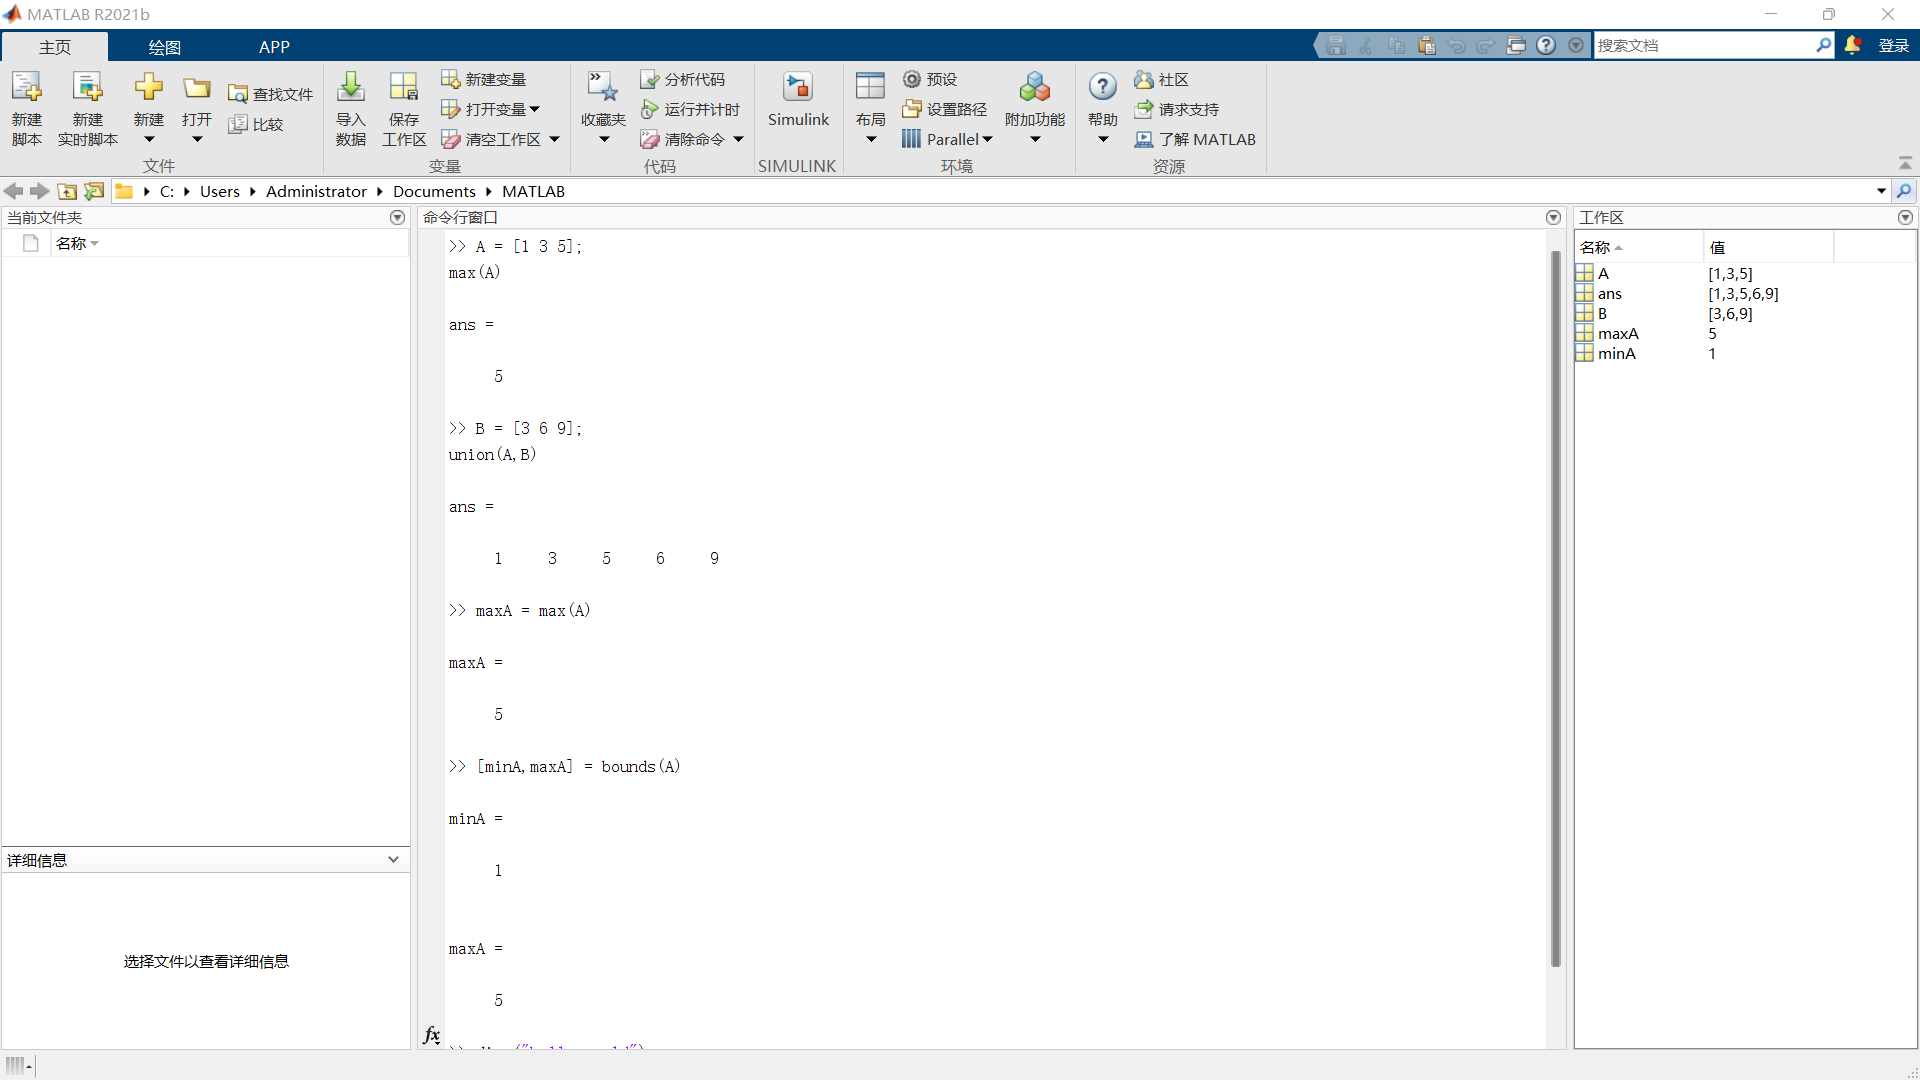 MATLAB R2021b
主页 绘图 APP
搜索文档 登录
新建脚本
新建实时脚本
新建
打开
查找文件
比较
文件
导入数据
保存工作区
新建变量
打开变量
清空工作区
变量
收藏夹
分析代码
运行并计时
清除命令
代码
Simulink
SIMULINK
布局
预设
设置路径
Parallel
附加功能
环境
帮助
社区
请求支持
了解 MATLAB
资源
C: Users Administrator Documents MATLAB
当前文件夹
名称
详细信息
选择文件以查看详细信息
命令行窗口
>> A = [1 3 5];
max(A)
ans =
5
>> B = [3 6 9];
union(A,B)
ans =
1 3 5 6 9
>> maxA = max(A)
maxA =
5
>> [minA,maxA] = bounds(A)
minA =
1
maxA =
5
fx
工作区
名称 值
A [1,3,5]
ans [1,3,5,6,9]
B [3,6,9]
maxA 5
minA 1